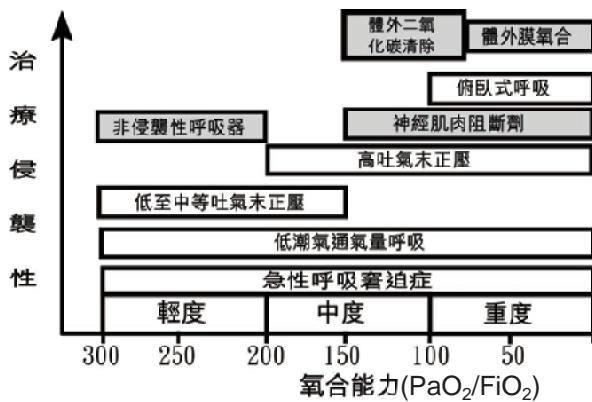 治療侵襲性
體外二氧
化碳清除
體外膜氧合
俯臥式呼吸
非侵襲性呼吸器
神經肌肉阻斷劑
高吐氣末正壓
低至中等吐氣末正壓
低潮氣通氣量呼吸
急性呼吸窘迫症
輕度
中度
重度
300
250
200
150
100
50
氧合能力(PaO₂/FiO₂)